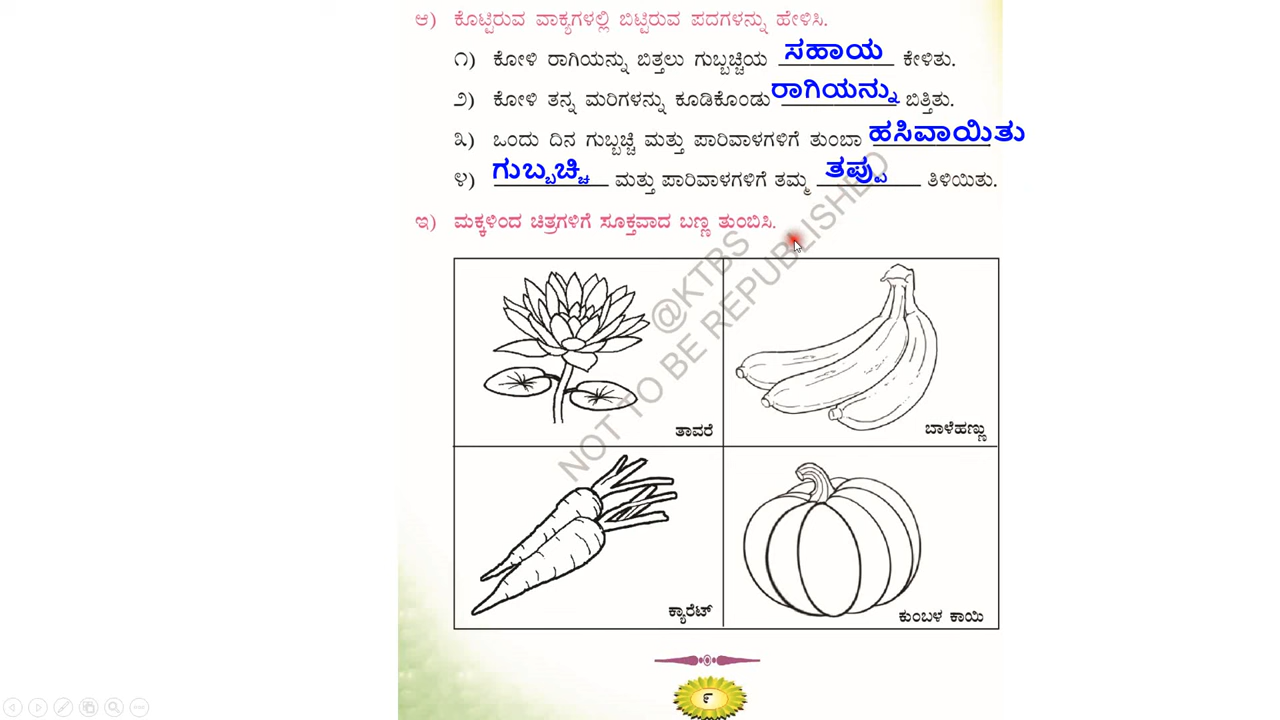 ಆ) ಕೊಟ್ಟಿರುವ ವಾಕ್ಯಗಳಲ್ಲಿ ಬಿಟ್ಟಿರುವ ಪದಗಳನ್ನು ಹೇಳಿಸಿ.
೧) ಕೋಳಿ ರಾಗಿಯನ್ನು ಬಿತ್ತಲು ಗುಬ್ಬಚ್ಚಿಯ ಸಹಾಯ ಕೇಳಿತು.
೨) ಕೋಳಿ ತನ್ನ ಮರಿಗಳನ್ನು ಕೂಡಿಕೊಂಡು ರಾಗಿಯನ್ನು ಬಿತ್ತಿತು.
೩) ಒಂದು ದಿನ ಗುಬ್ಬಚ್ಚಿ ಮತ್ತು ಪಾರಿವಾಳಗಳಿಗೆ ತುಂಬಾ ಹಸಿವಾಯಿತು
೪) ಗುಬ್ಬಚ್ಚಿ ಮತ್ತು ಪಾರಿವಾಳಗಳಿಗೆ ತಮ್ಮ ತಪ್ಪು ತಿಳಿಯಿತು.
ಇ) ಮಕ್ಕಳಿಂದ ಚಿತ್ರಗಳಿಗೆ ಸೂಕ್ತವಾದ ಬಣ್ಣ ತುಂಬಿಸಿ.
@KTBS
NOT TO BE REPUBLISHED
ತಾವರೆ
ಬಾಳೆಹಣ್ಣು
ಕ್ಯಾರೆಟ್
ಕುಂಬಳ ಕಾಯಿ
೯